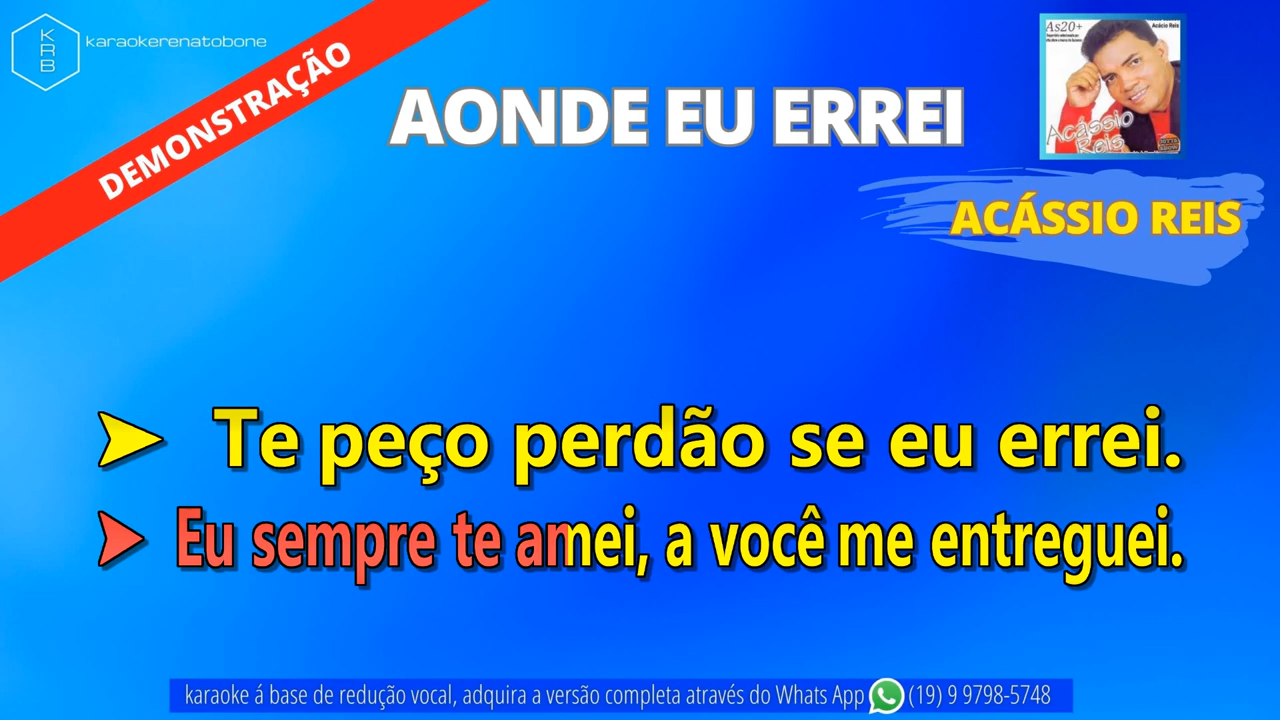 KRB
karaokerenatobone
DEMONSTRAÇÃO
AONDE EU ERREI
As20+
Acácio Reis
Acássio
Reis
ACÁSSIO REIS
Te peço perdão se eu errei.
Eu sempre te amei, a você me entreguei.
karaoke á base de redução vocal, adquira a versão completa através do Whats App (19) 9 9798-5748